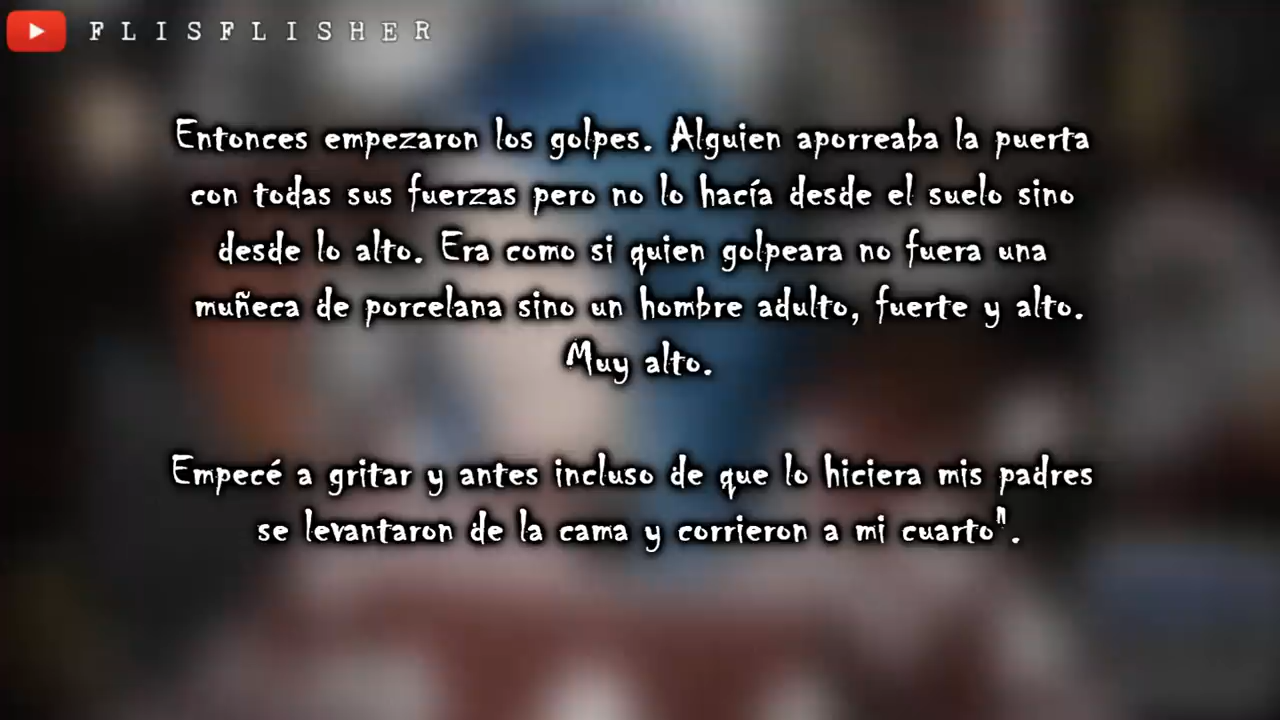 FLISFLISHER
Entonces empezaron los golpes. Alguien aporreaba la puerta
con todas sus fuerzas pero no lo hacía desde el suelo sino
desde lo alto. Era como si quien golpeara no fuera una
muñeca de porcelana sino un hombre adulto, fuerte y alto.
Muy alto.
Empecé a gritar y antes incluso de que lo hiciera mis padres
se levantaron de la cama y corrieron a mi cuarto".